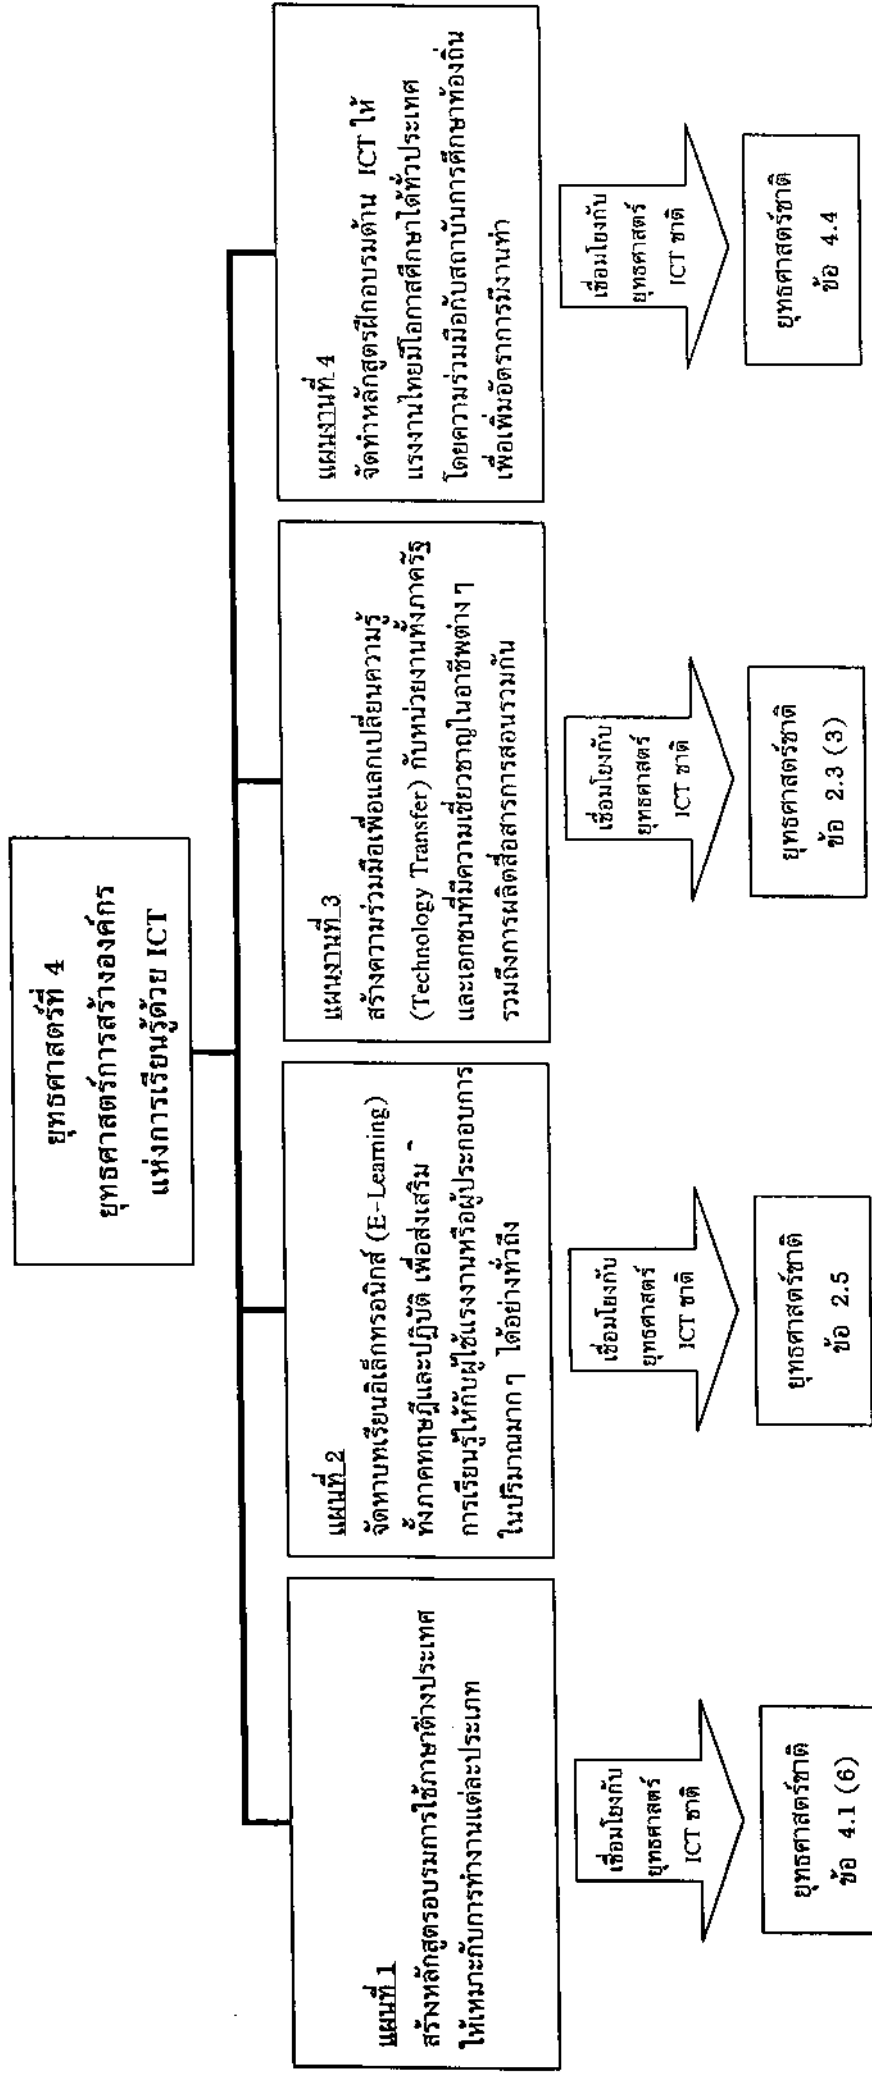 ยุทธศาสตร์ที่ 4
ยุทธศาสตร์การสร้างองค์กร
แห่งการเรียนรู้ด้วย ICT
แผนที่ 1
สร้างหลักสูตรอบรมการใช้ภาษาต่างประเทศ
ให้เหมาะกับการทำงานแต่ละประเภท
แผนที่ 2
จัดหาบทเรียนอิเล็กทรอนิกส์ (E-Learning)
ทั้งภาคทฤษฎีและปฏิบัติ เพื่อส่งเสริม
การเรียนรู้ให้กับผู้ใช้แรงงานหรือผู้ประกอบการ
ในปริมาณมาก ๆ ได้อย่างทั่วถึง
แผนงานที่ 3
สร้างความร่วมมือเพื่อแลกเปลี่ยนความรู้
(Technology Transfer) กับหน่วยงานทั้งภาครัฐ
และเอกชนที่มีความเชี่ยวชาญในอาชีพต่าง ๆ
รวมถึงการผลิตสื่อสารการสอนรวมกัน
แผนงานที่ 4
จัดทำหลักสูตรฝึกอบรมด้าน ICT ให้
แรงงานไทยมีโอกาสศึกษาได้ทั่วประเทศ
โดยความร่วมมือกับสถาบันการศึกษาท้องถิ่น
เพื่อเพิ่มอัตราการมีงานทำ
เชื่อมโยงกับ
ยุทธศาสตร์
ICT ชาติ
เชื่อมโยงกับ
ยุทธศาสตร์
ICT ชาติ
เชื่อมโยงกับ
ยุทธศาสตร์
ICT ชาติ
เชื่อมโยงกับ
ยุทธศาสตร์
ICT ชาติ
ยุทธศาสตร์ชาติ
ข้อ 4.1 (6)
ยุทธศาสตร์ชาติ
ข้อ 2.5
ยุทธศาสตร์ชาติ
ข้อ 2.3 (3)
ยุทธศาสตร์ชาติ
ข้อ 4.4